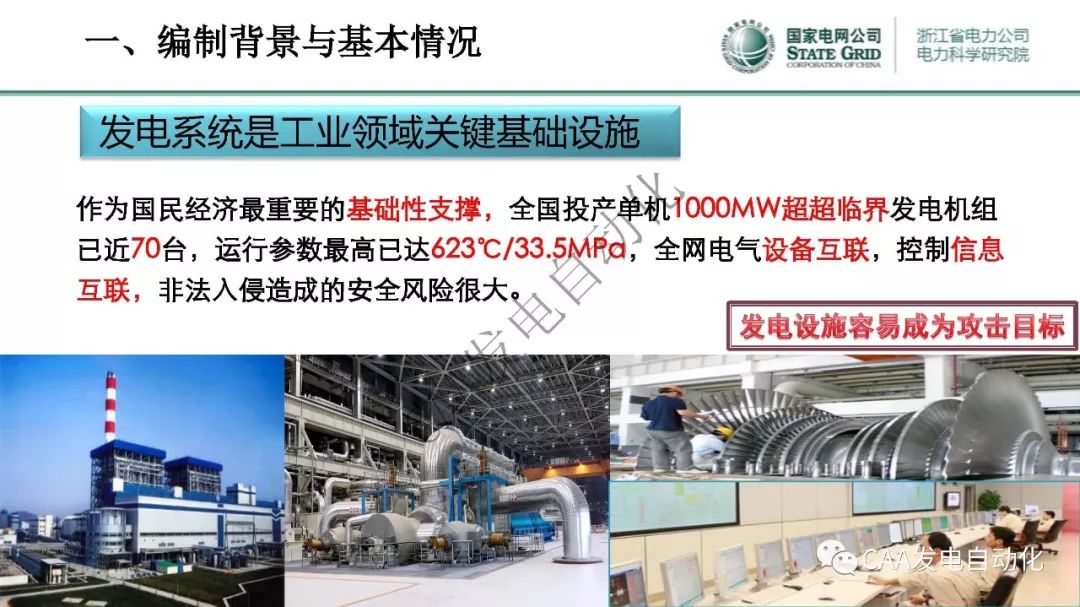 一、编制背景与基本情况
国家电网公司
STATE GRID
CORPORATION OF CHINA
浙江省电力公司
电力科学研究院
发电系统是工业领域关键基础设施
作为国民经济最重要的基础性支撑，全国投产单机1000MW超超临界发电机组
已近70台，运行参数最高已达623℃/33.5MPa，全网电气设备互联，控制信息
互联，非法入侵造成的安全风险很大。
发电自动化
发电设施容易成为攻击目标
CAA发电自动化